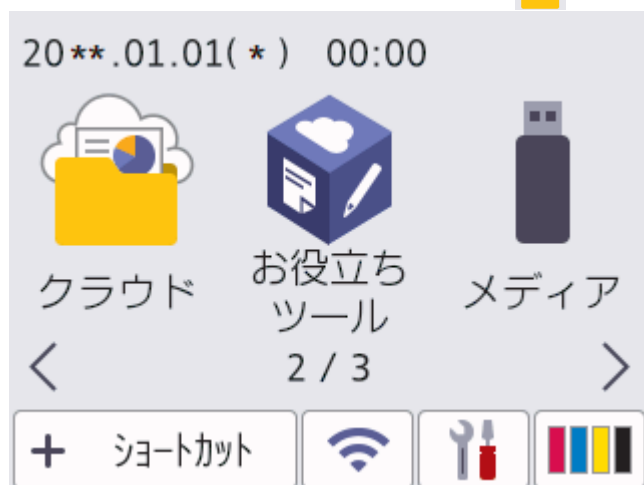 20**.01.01(*) 00:00
クラウド
お役立ち
ツール
メディア
2 / 3
+ ショートカット